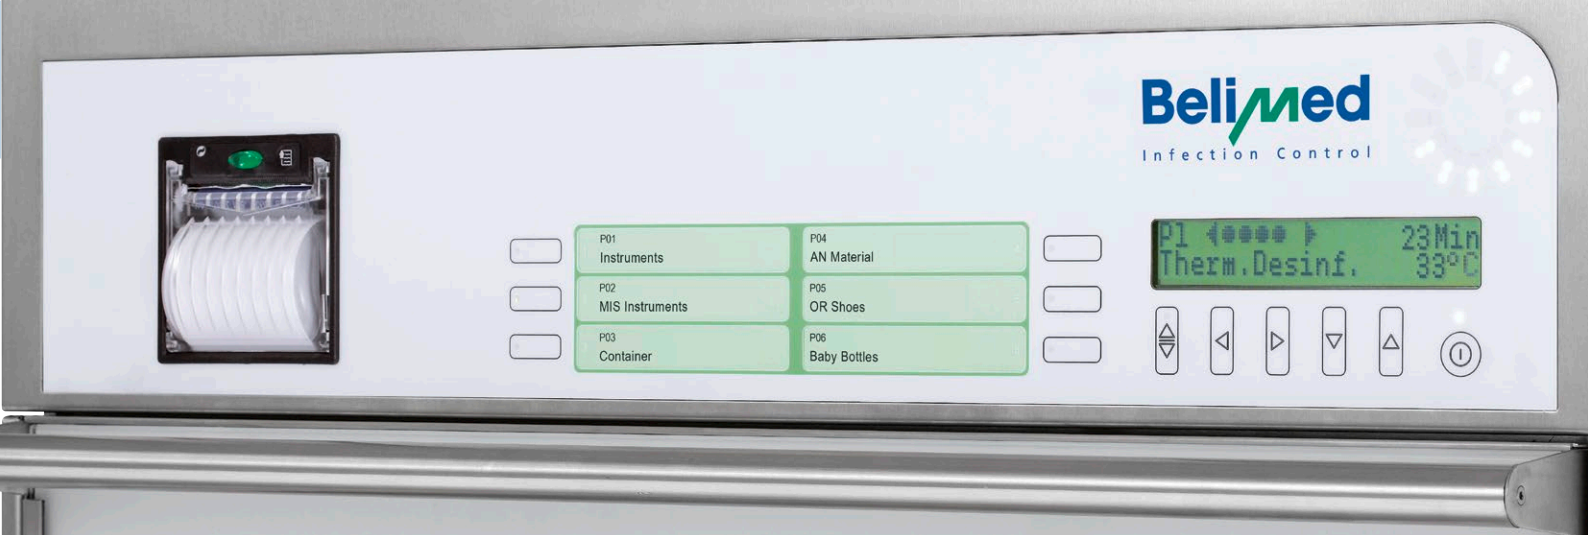 Belimed
Infection Control
P01
Instruments
P02
MIS Instruments
P03
Container
P04
AN Material
P05
OR Shoes
P06
Baby Bottles
P1 23Min
Therm.Desinf. 33°C